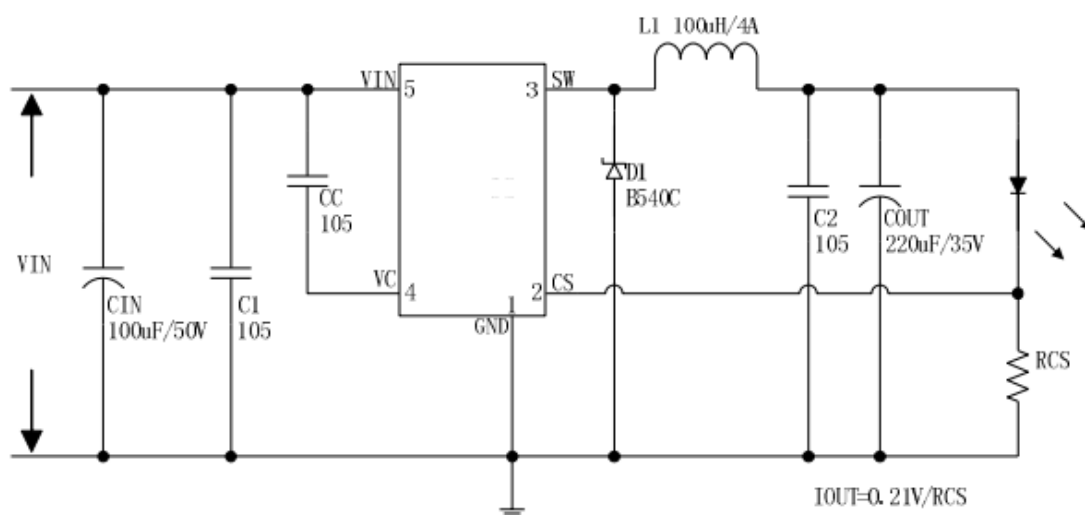 L1 100uH/4A
VIN
5
3
SW
CC
105
D1
B540C
C2
105
COUT
220uF/35V
VIN
VC
4
2
CS
1
GND
CIN
100uF/50V
C1
105
RCS
IOUT=0.21V/RCS